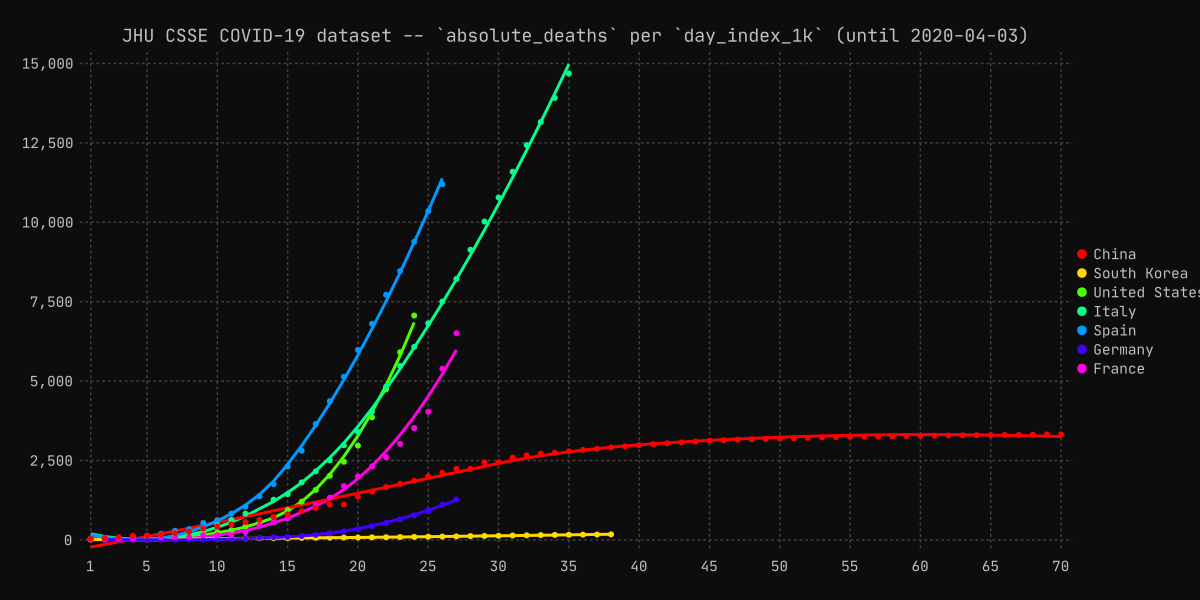 JHU CSSE COVID-19 dataset -- `absolute_deaths` per `day_index_1k` (until 2020-04-03)
15,000
12,500
10,000
7,500
5,000
2,500
0
1 5 10 15 20 25 30 35 40 45 50 55 60 65 70
China
South Korea
United States
Italy
Spain
Germany
France